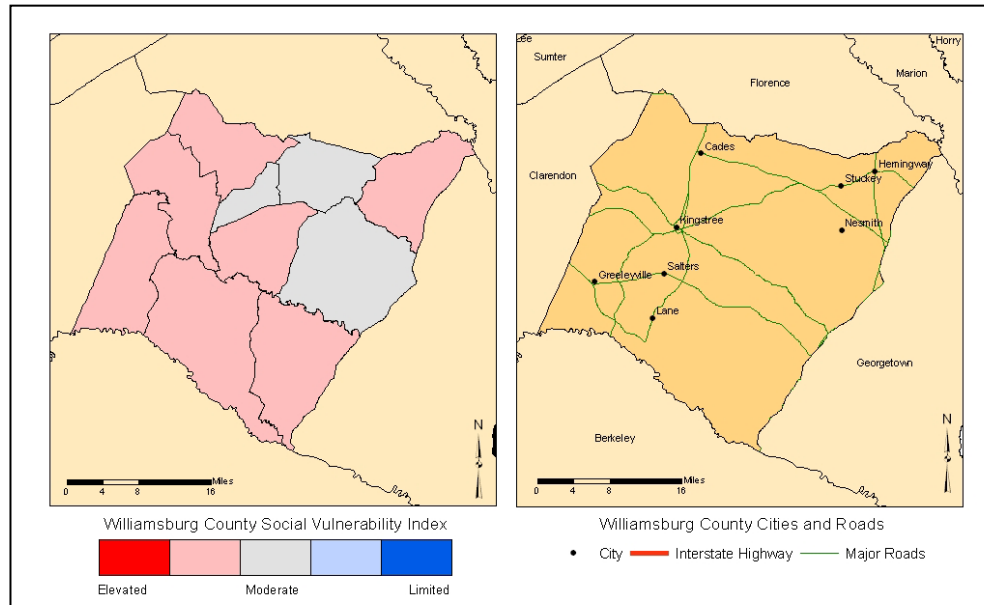 N
0 4 8 16
Miles
Williamsburg County Social Vulnerability Index
Elevated Moderate Limited
Lee
Sumter
Horry
Marion
Florence
Cades
Hemingway
Stuckey
Clarendon
Kingstree
Nesmith
Salters
Greeleyville
Lane
Georgetown
Berkeley
N
0 4 8 16
Miles
Williamsburg County Cities and Roads
City Interstate Highway Major Roads